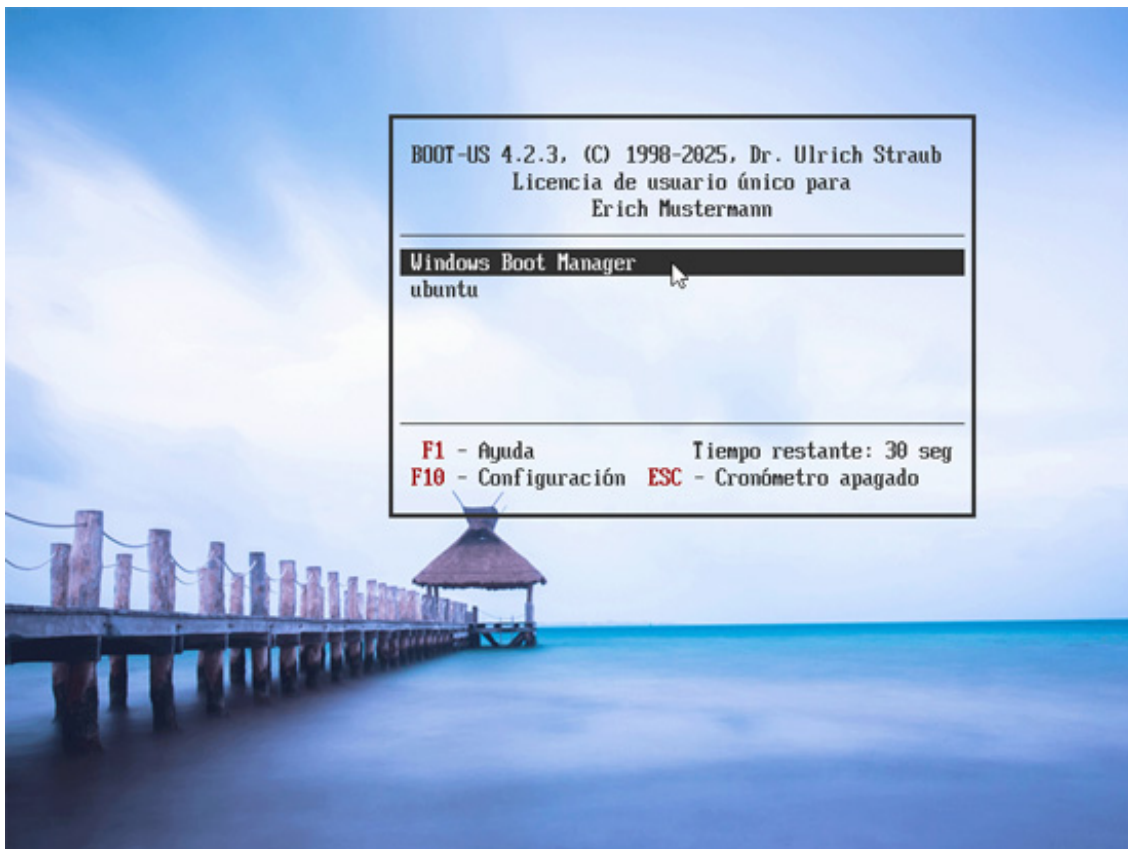 BOOT-US 4.2.3, (C) 1998-2025, Dr. Ulrich Straub
Licencia de usuario único para
Erich Mustermann
Windows Boot Manager
ubuntu
F1 - Ayuda Tiempo restante: 30 seg
F10 - Configuración ESC - Cronómetro apagado